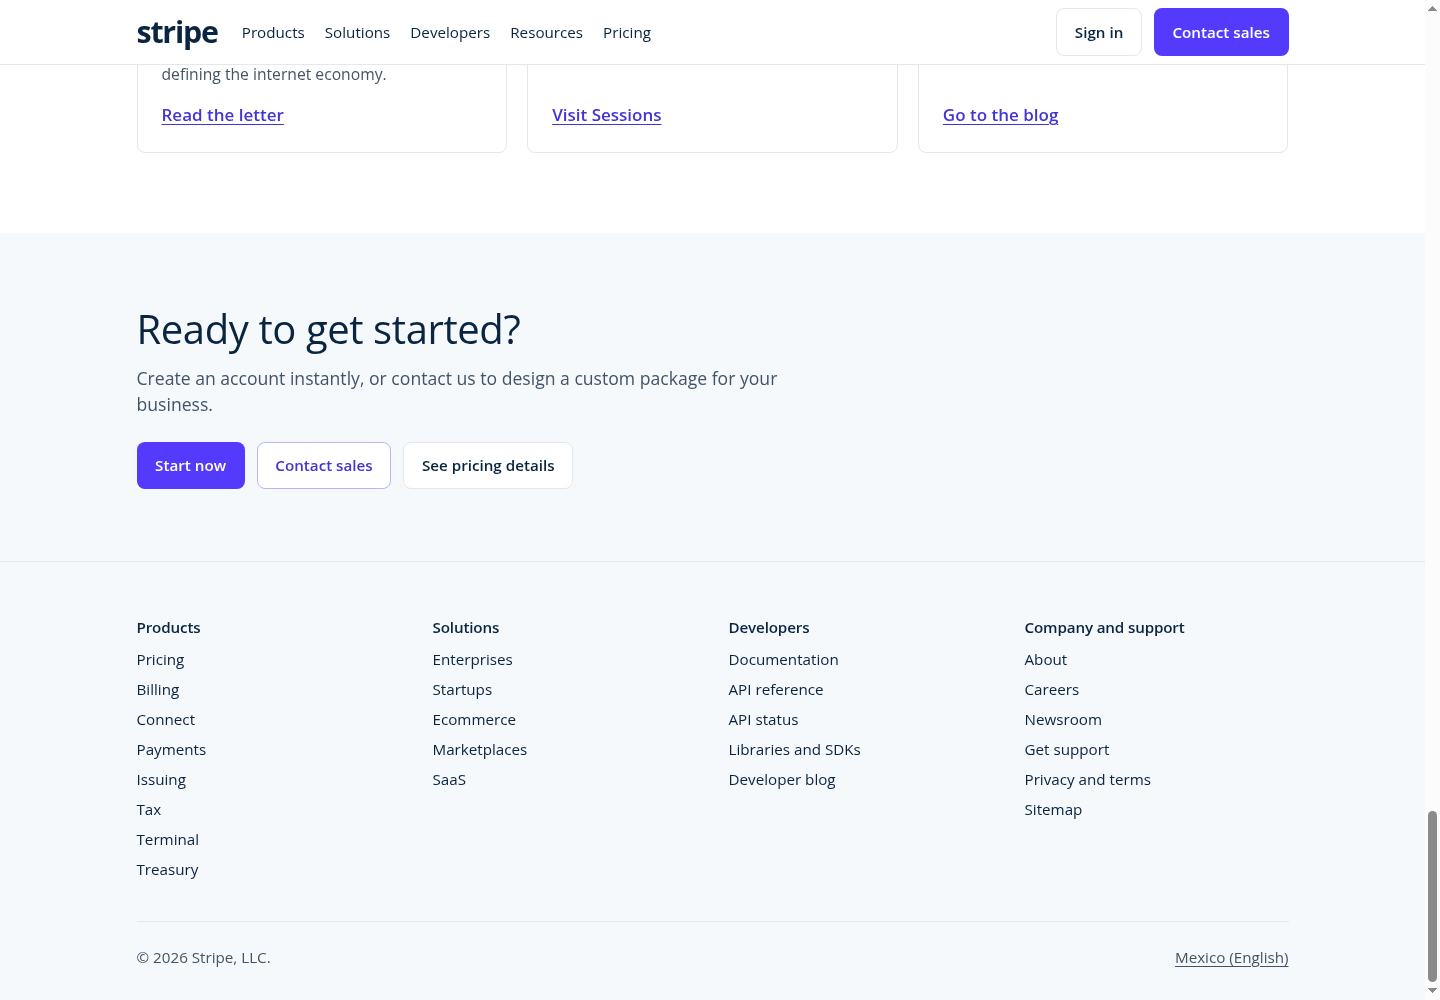 stripe
Products
Solutions
Developers
Resources
Pricing
Sign in
Contact sales
defining the internet economy.
Read the letter
Visit Sessions
Go to the blog
Ready to get started?
Create an account instantly, or contact us to design a custom package for your
business.
Start now
Contact sales
See pricing details
Products
Pricing
Billing
Connect
Payments
Issuing
Tax
Terminal
Treasury
Solutions
Enterprises
Startups
Ecommerce
Marketplaces
SaaS
Developers
Documentation
API reference
API status
Libraries and SDKs
Developer blog
Company and support
About
Careers
Newsroom
Get support
Privacy and terms
Sitemap
© 2026 Stripe, LLC.
Mexico (English)